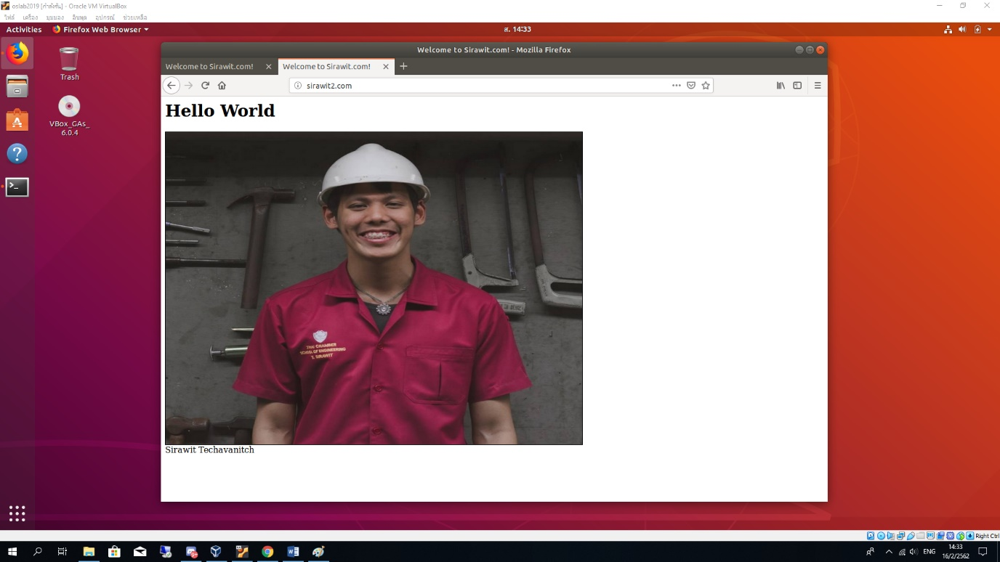 oslab2019 [กำลังรัน] - Oracle VM VirtualBox
ไฟล์ เครื่อง มุมมอง อินพุต อุปกรณ์ ช่วยเหลือ
Activities Firefox Web Browser ส. 14:33
Trash
VBox_GAs_
6.0.4
Welcome to Sirawit.com! - Mozilla Firefox
Welcome to Sirawit.com! Welcome to Sirawit.com!
sirawit2.com
Hello World
THAI CHAMBER
SCHOOL OF ENGINEERING
T. SIRAWIT
Sirawit Techavanitch
Right Ctrl
ENG
14:33
16/2/2562